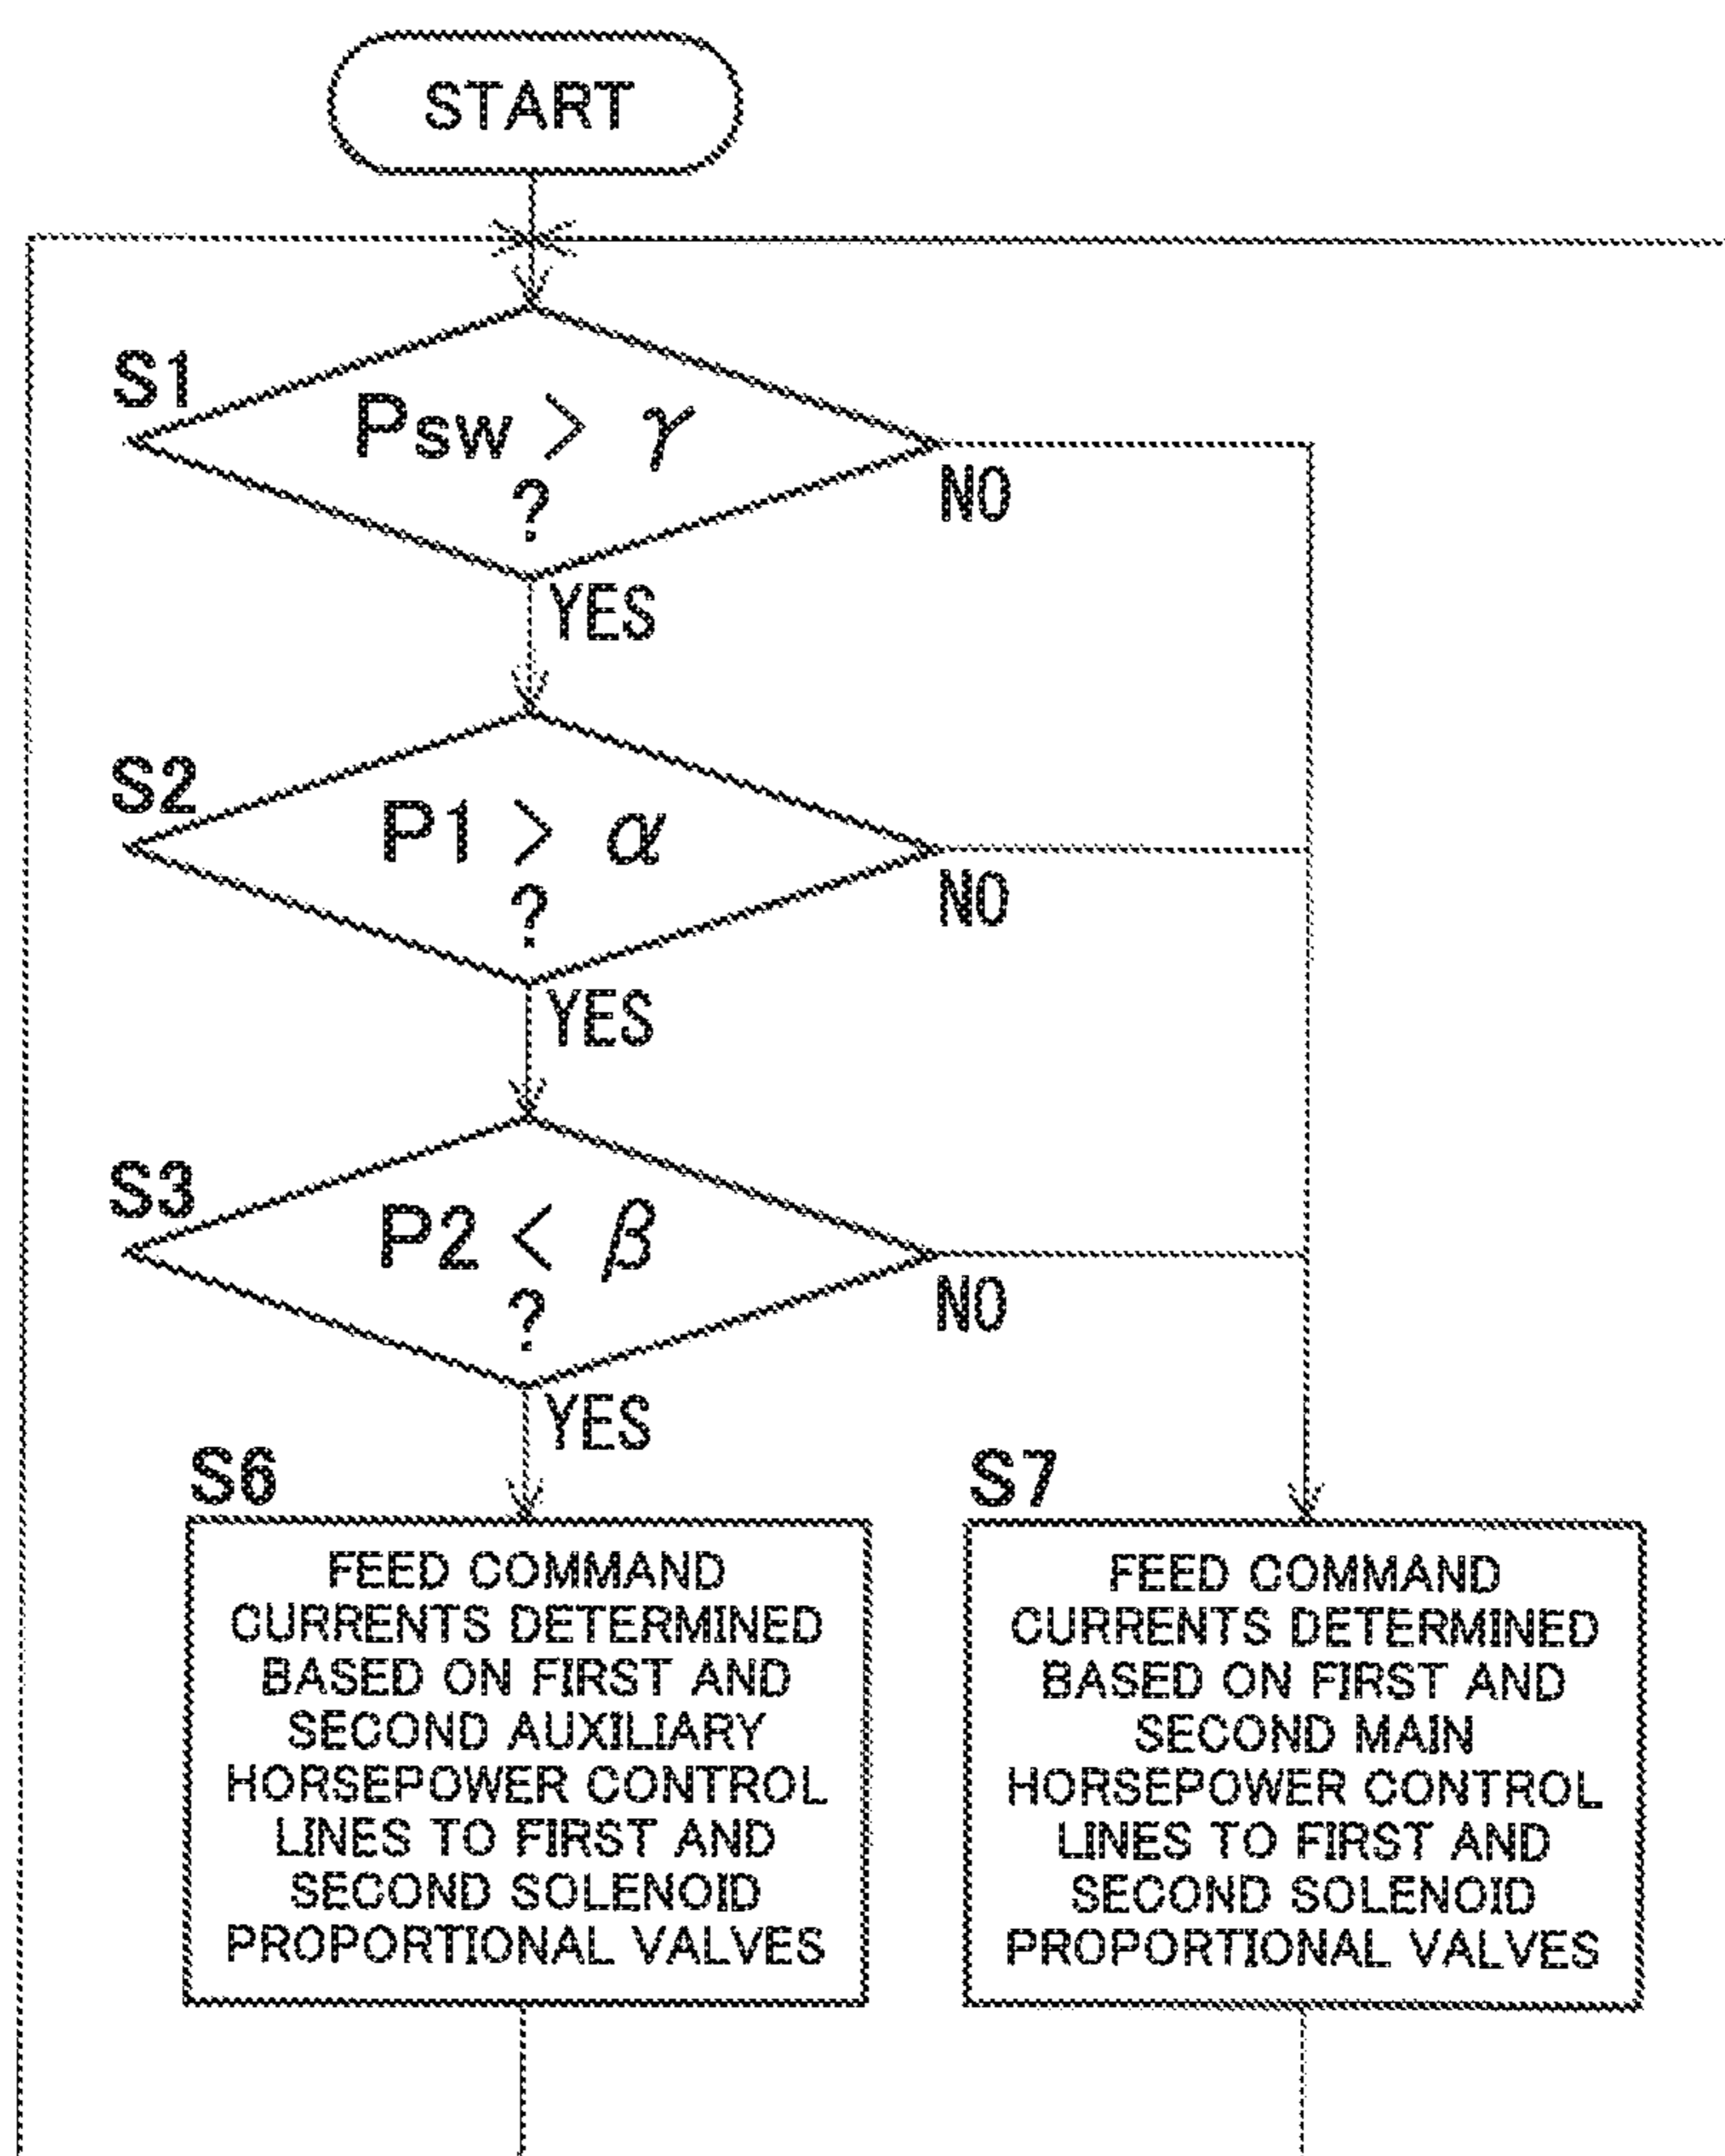 START
S1
Psw > γ
?
NO
YES
S2
P1 > α
?
NO
YES
S3
P2 < β
?
NO
YES
S6
FEED COMMAND
CURRENTS DETERMINED
BASED ON FIRST AND
SECOND AUXILIARY
HORSEPOWER CONTROL
LINES TO FIRST AND
SECOND SOLENOID
PROPORTIONAL VALVES
S7
FEED COMMAND
CURRENTS DETERMINED
BASED ON FIRST AND
SECOND MAIN
HORSEPOWER CONTROL
LINES TO FIRST AND
SECOND SOLENOID
PROPORTIONAL VALVES